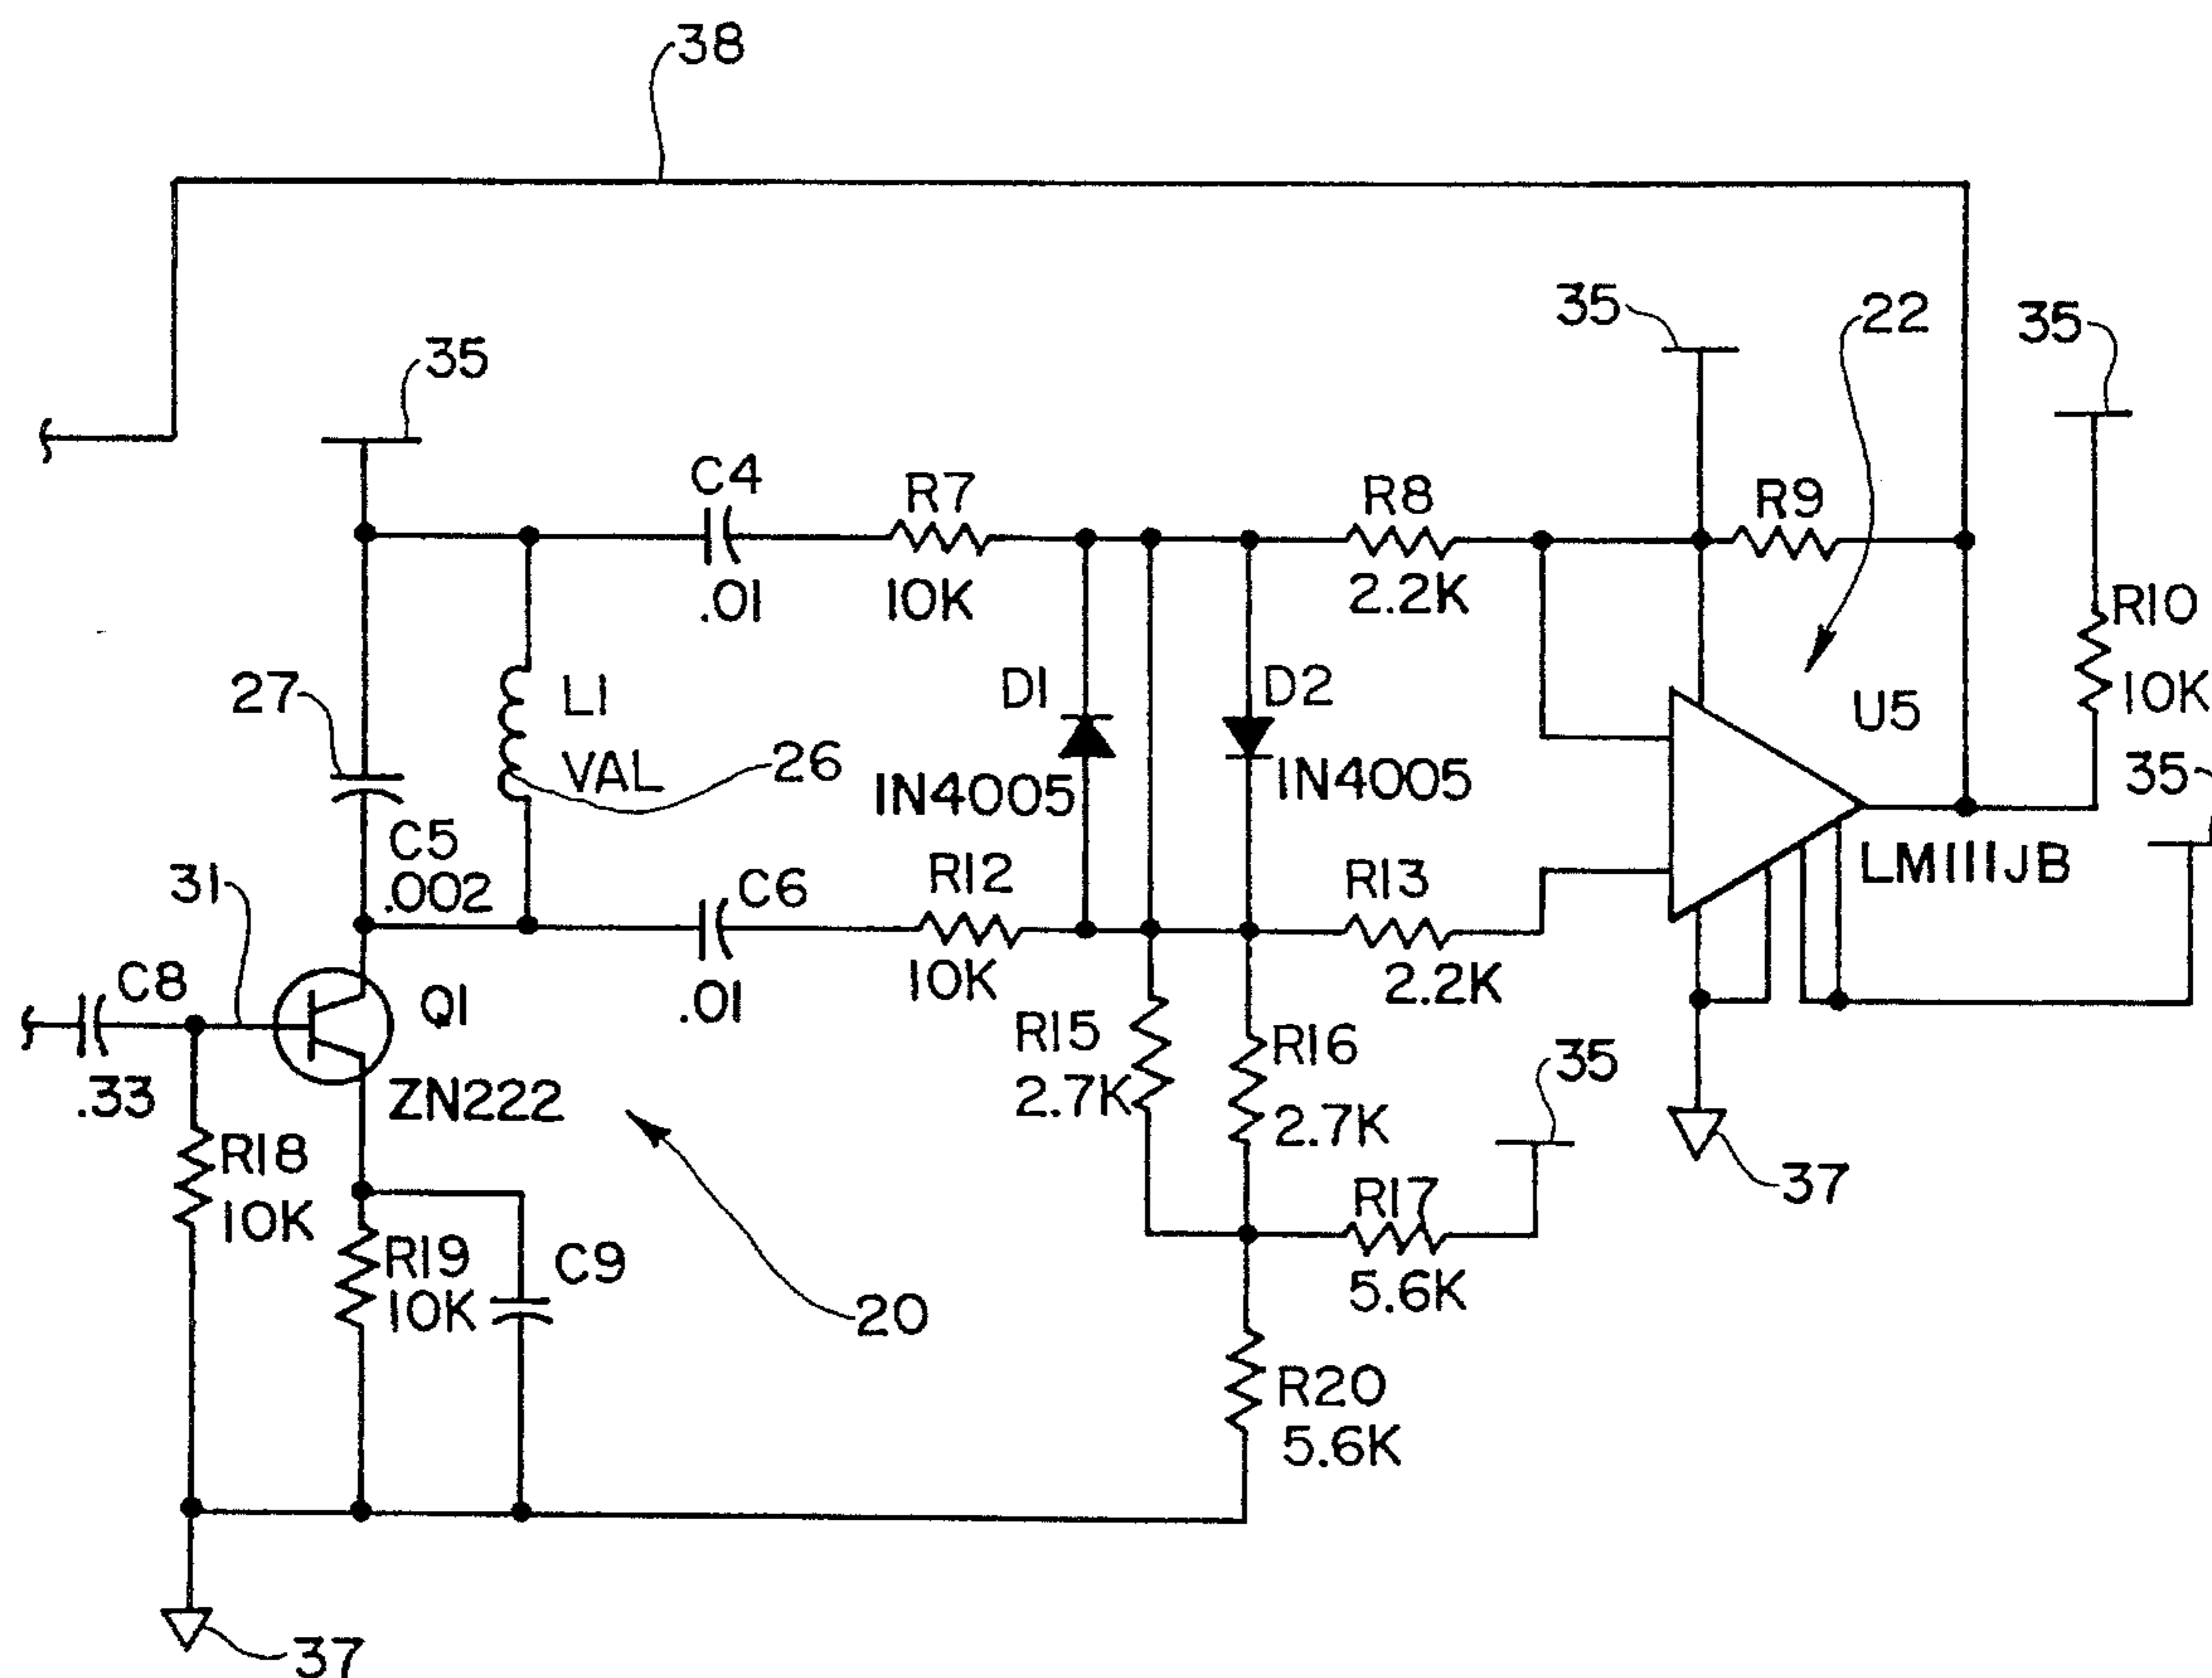 38
35
22
35
35
C4
.01
R7
10K
R8
2.2K
R9
R10
10K
27
L1
VAL
26
D1
IN4005
D2
IN4005
U5
35
LM111JB
C5
.002
31
C6
.01
R12
10K
R13
2.2K
C8
.33
Q1
ZN222
R15
2.7K
R16
2.7K
35
37
R18
10K
R19
10K
C9
20
R17
5.6K
R20
5.6K
37